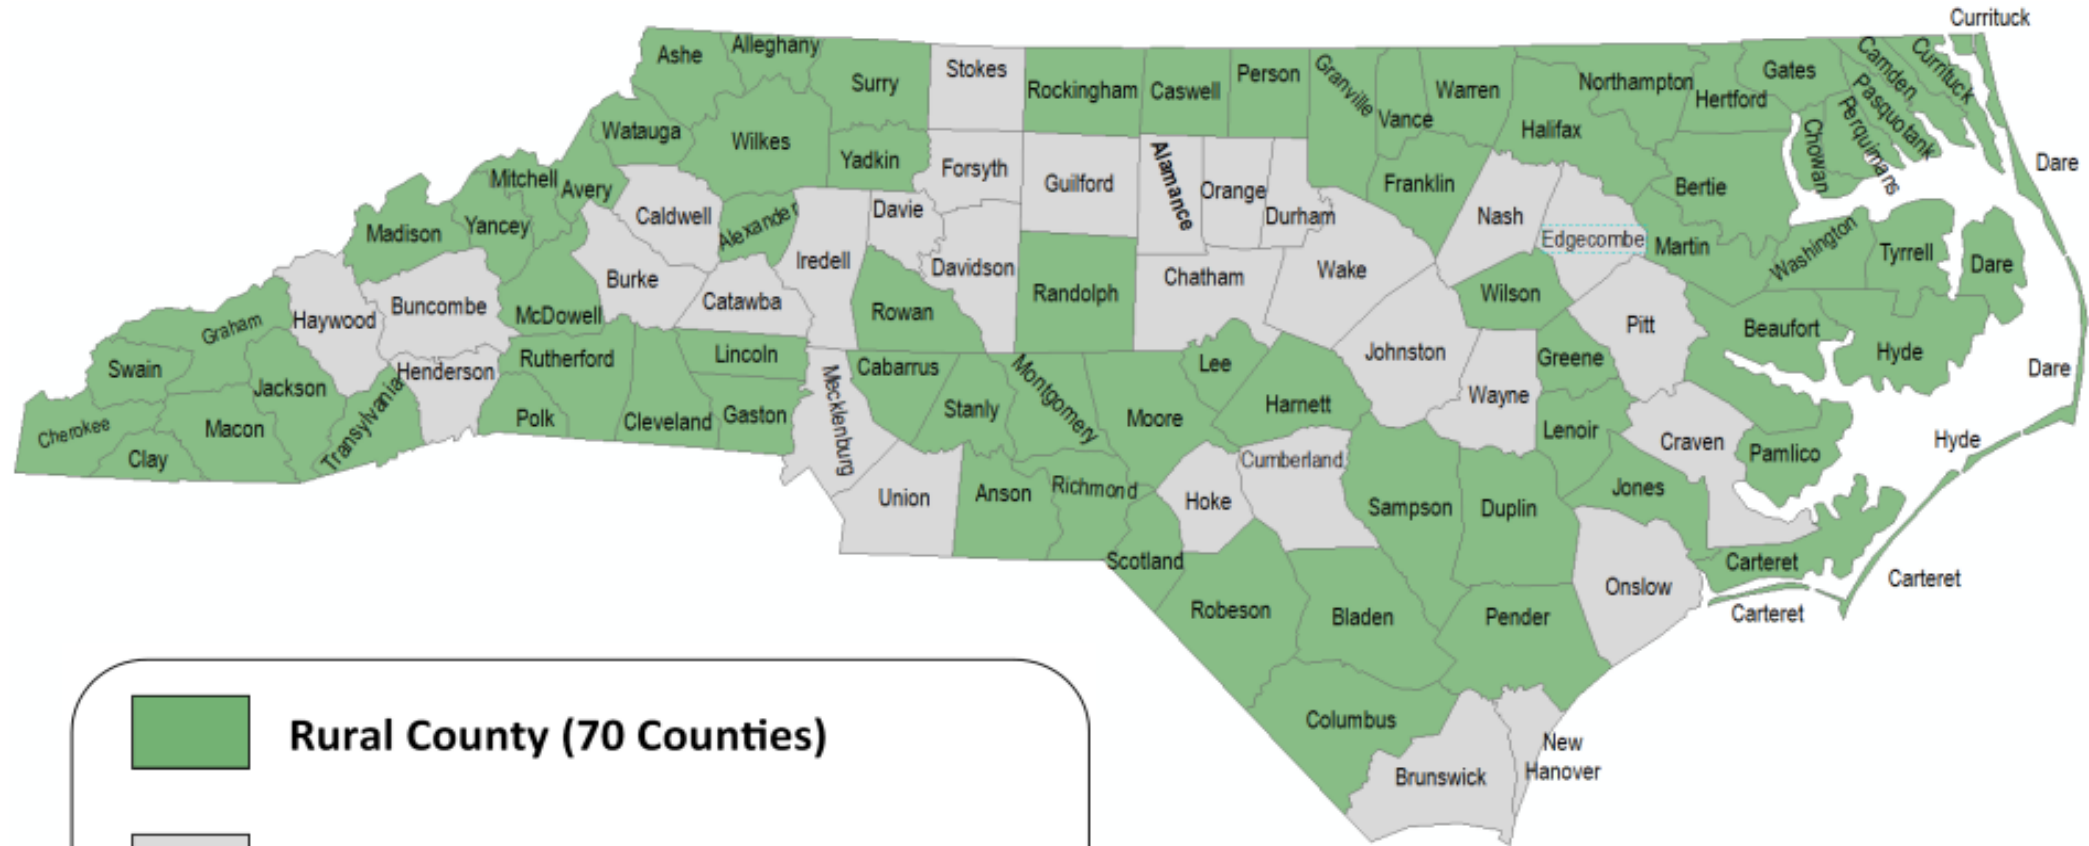 Currituck
Ashe
Alleghany
Surry
Stokes
Rockingham
Caswell
Person
Granville
Vance
Warren
Northampton
Halifax
Hertford
Gates
Camden
Currituck
Pasquotank
Perquimans
Chowan
Dare
Watauga
Wilkes
Yadkin
Forsyth
Guilford
Alamance
Orange
Durham
Franklin
Nash
Edgecombe
Bertie
Martin
Washington
Tyrrell
Dare
Mitchell
Avery
Caldwell
Alexander
Davie
Iredell
Davidson
Madison
Yancey
Burke
Catawba
Rowan
Randolph
Chatham
Wake
Wilson
Pitt
Beaufort
Hyde
Dare
Graham
Haywood
Buncombe
McDowell
Swain
Jackson
Henderson
Rutherford
Lincoln
Mecklenburg
Cabarrus
Stanly
Montgomery
Moore
Lee
Harnett
Johnston
Wayne
Greene
Lenoir
Craven
Pamlico
Hyde
Cherokee
Clay
Macon
Transylvania
Polk
Cleveland
Gaston
Union
Anson
Richmond
Hoke
Cumberland
Sampson
Duplin
Jones
Carteret
Carteret
Carteret
Scotland
Robeson
Bladen
Pender
Onslow
Columbus
Brunswick
New
Hanover
Rural County (70 Counties)